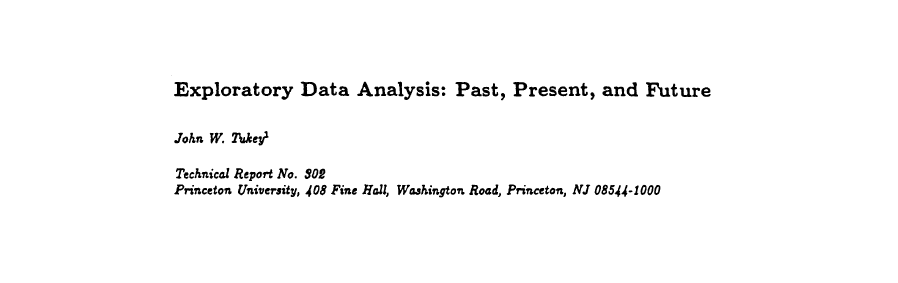 Exploratory Data Analysis: Past, Present, and Future
John W. Tukey¹
Technical Report No. 302
Princeton University, 408 Fine Hall, Washington Road, Princeton, NJ 08544-1000